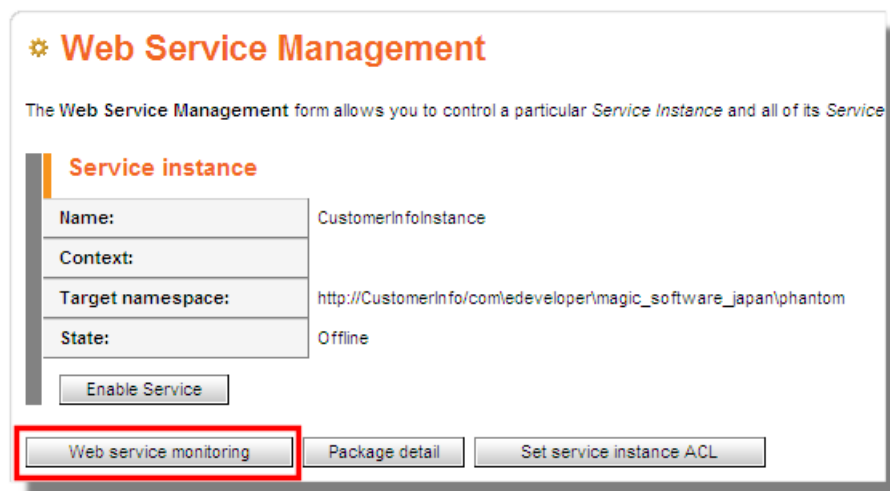 Web Service Management
The Web Service Management form allows you to control a particular Service Instance and all of its Service
Service instance
Name: CustomerInfoInstance
Context:
Target namespace: http://CustomerInfo/com\edeveloper\magic_software_japan\phantom
State: Offline
Enable Service
Web service monitoring Package detail Set service instance ACL